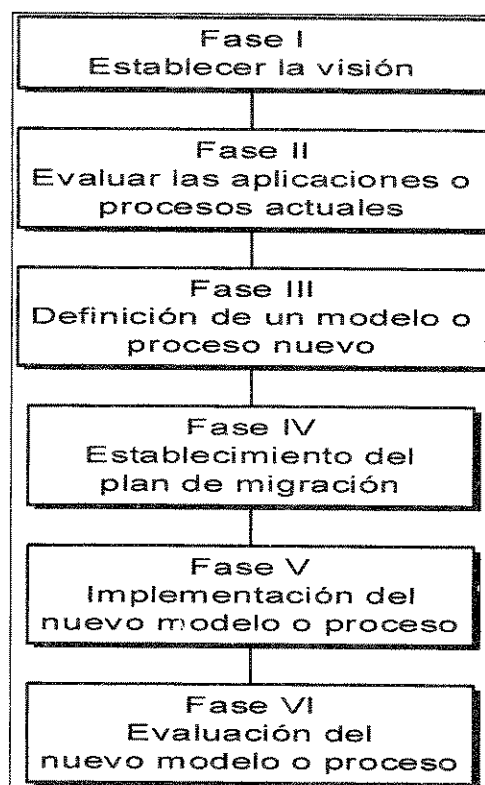 Fase I
Establecer la visión
Fase II
Evaluar las aplicaciones o
procesos actuales
Fase III
Definición de un modelo o
proceso nuevo
Fase IV
Establecimiento del
plan de migración
Fase V
Implementación del
nuevo modelo o proceso
Fase VI
Evaluación del
nuevo modelo o proceso